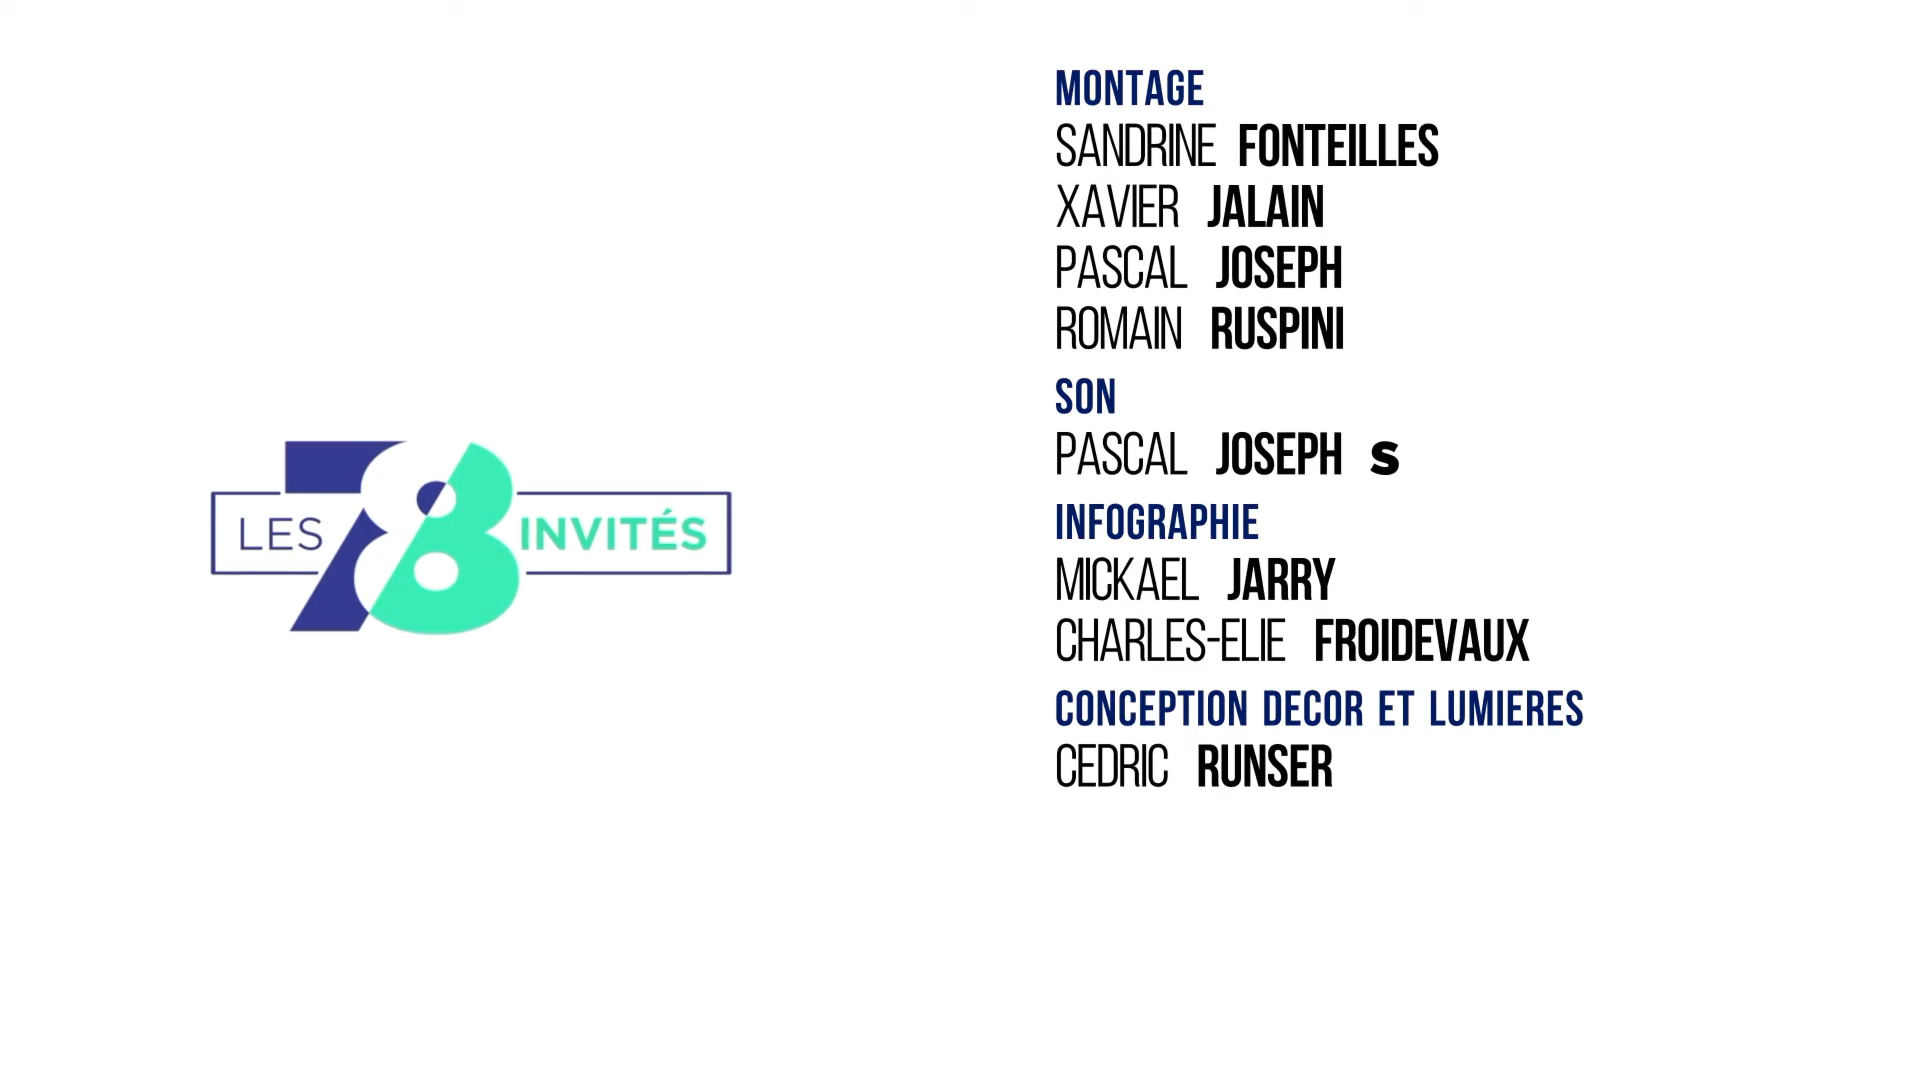 LES 78 INVITÉS
MONTAGE
SANDRINE FONTEILLES
XAVIER JALAIN
PASCAL JOSEPH
ROMAIN RUSPINI
SON
PASCAL JOSEPH s
INFOGRAPHIE
MICKAEL JARRY
CHARLES-ELIE FROIDEVAUX
CONCEPTION DECOR ET LUMIERES
CEDRIC RUNSER